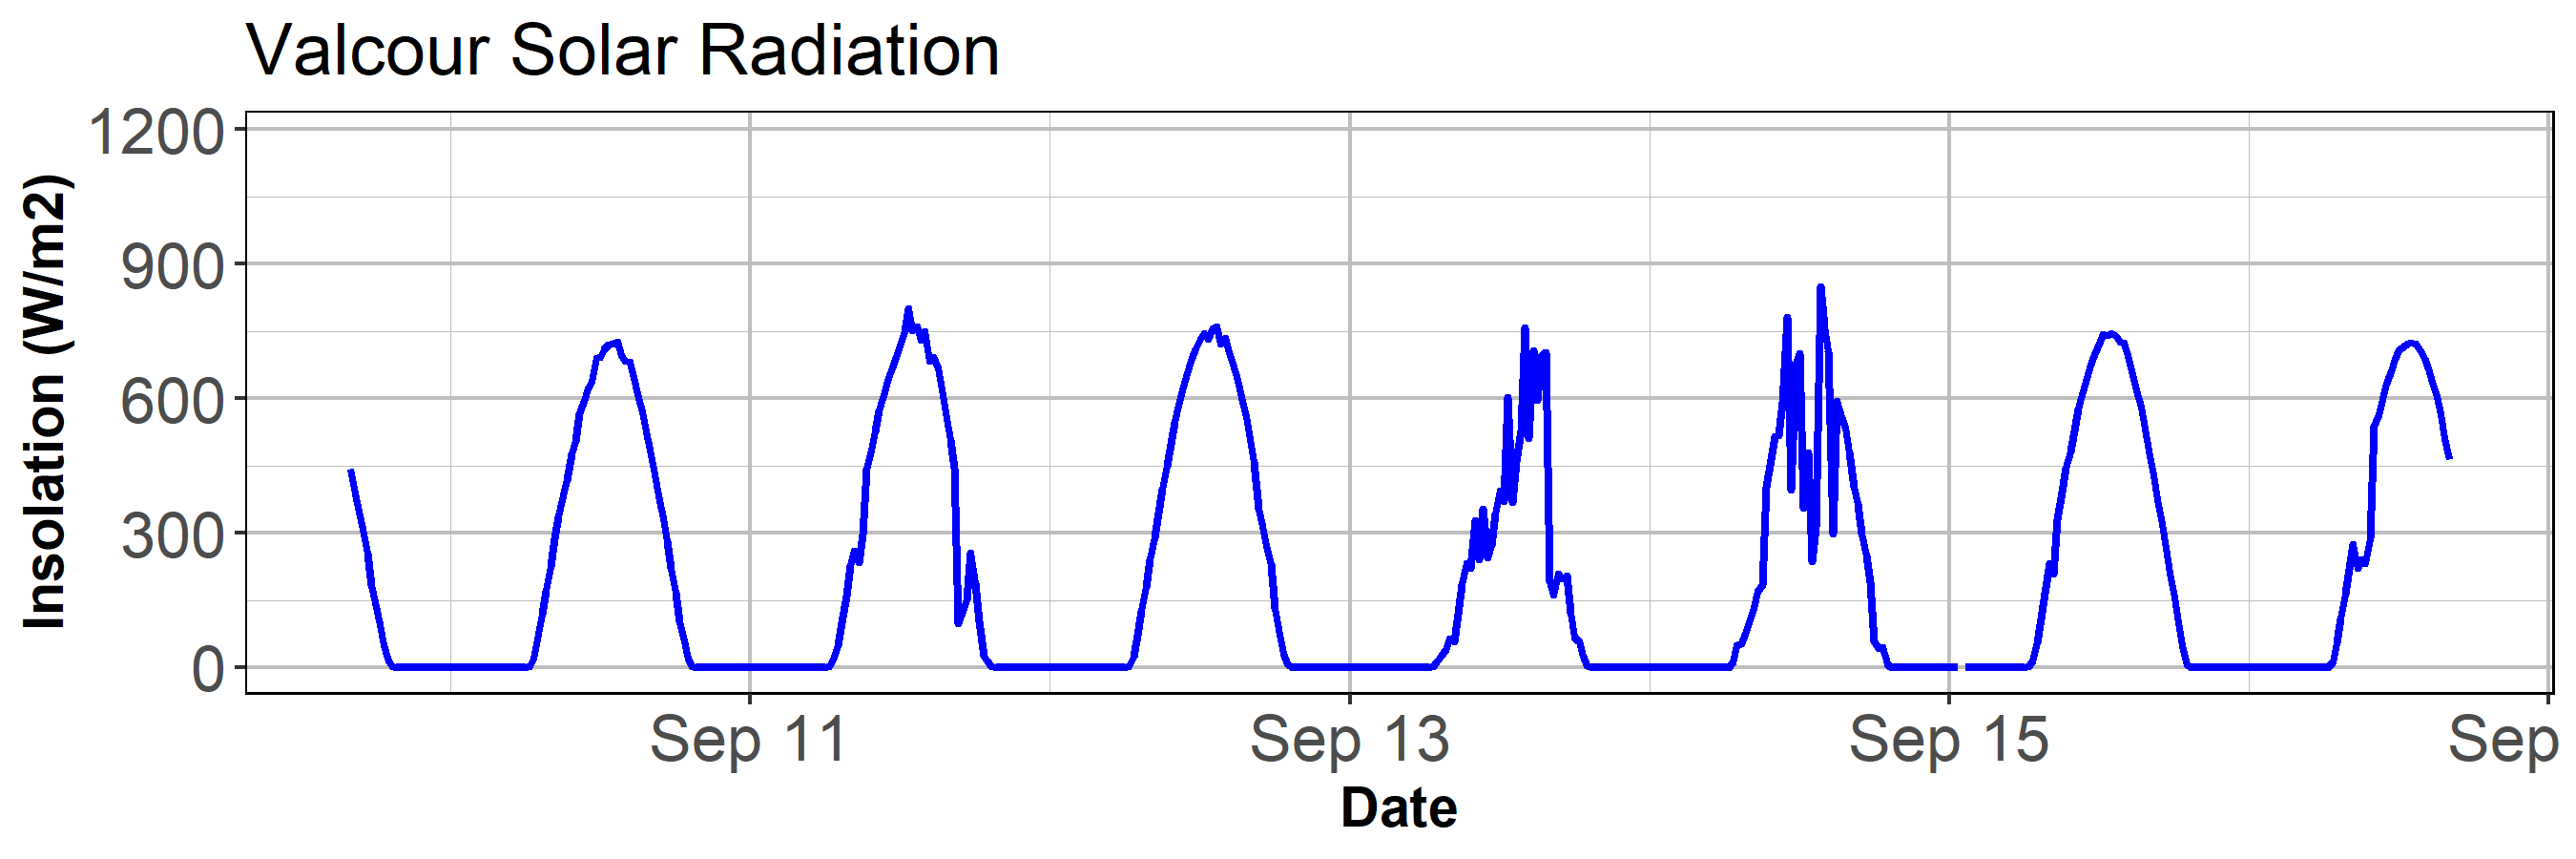 Valcour Solar Radiation
1200
900
600
300
0
Insolation (W/m2)
Sep 11
Sep 13
Sep 15
Sep
Date